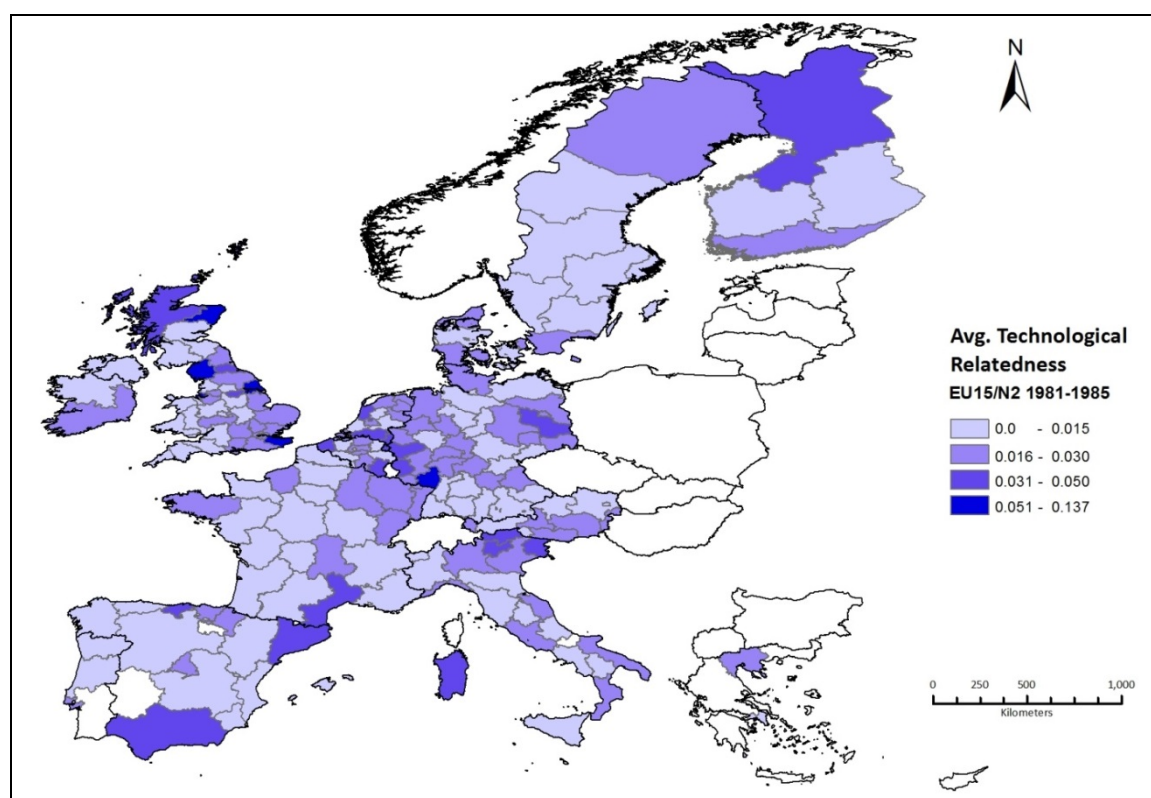 N
Avg. Technological
Relatedness
EU15/N2 1981-1985
0.0 - 0.015
0.016 - 0.030
0.031 - 0.050
0.051 - 0.137
0 250 500 1,000
Kilometers